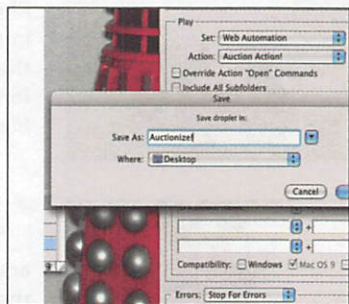 Play
Set: Web Automation
Action: Auction Action!
Override Action "Open" Commands
Include All Subfolders
Save
Save droplet in:
Save As: Auctionize!
Where: Desktop
Cancel
+
+
Compatibility: Windows Mac OS 9
Errors: Stop For Errors